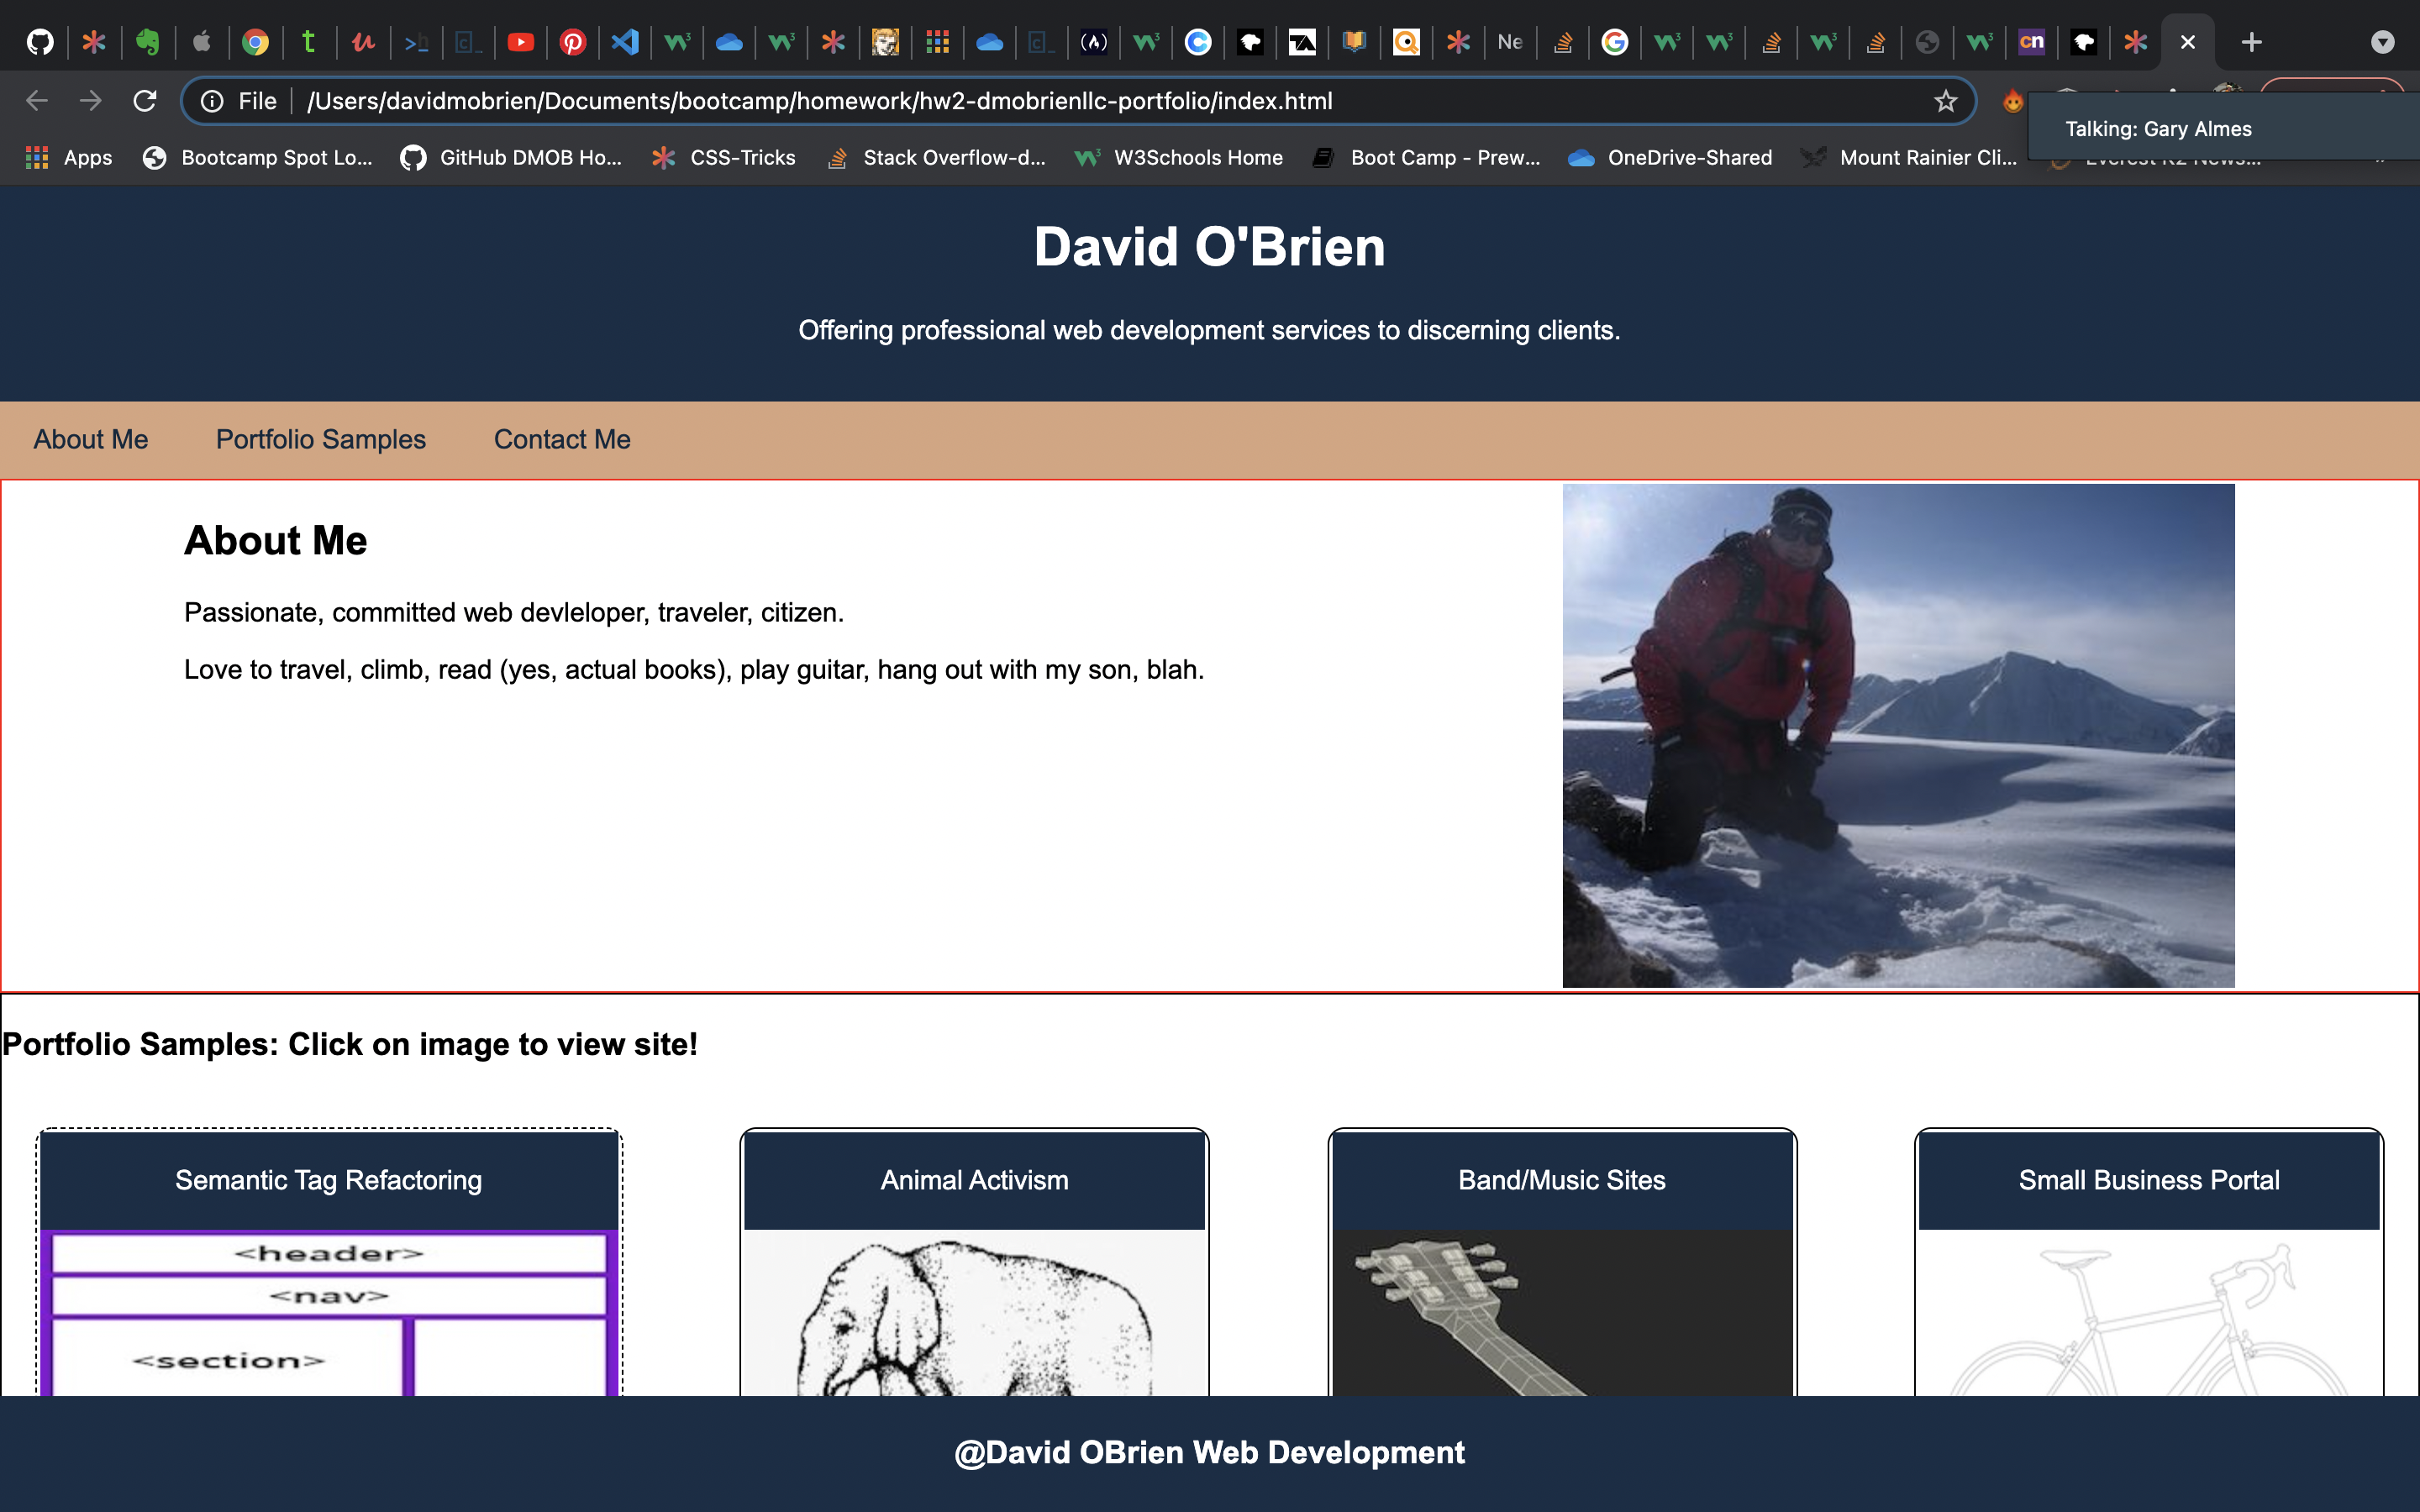 Ne
File /Users/davidmobrien/Documents/bootcamp/homework/hw2-dmobrienllc-portfolio/index.html
Talking: Gary Almes
Apps Bootcamp Spot Lo... GitHub DMOB Ho... CSS-Tricks Stack Overflow-d... W3Schools Home Boot Camp - Prew... OneDrive-Shared Mount Rainier Cli...
David O'Brien
Offering professional web development services to discerning clients.
About Me Portfolio Samples Contact Me
About Me
Passionate, committed web devleloper, traveler, citizen.
Love to travel, climb, read (yes, actual books), play guitar, hang out with my son, blah.
Portfolio Samples: Click on image to view site!
Semantic Tag Refactoring Animal Activism Band/Music Sites Small Business Portal
<header>
<nav>
<section>
@David OBrien Web Development